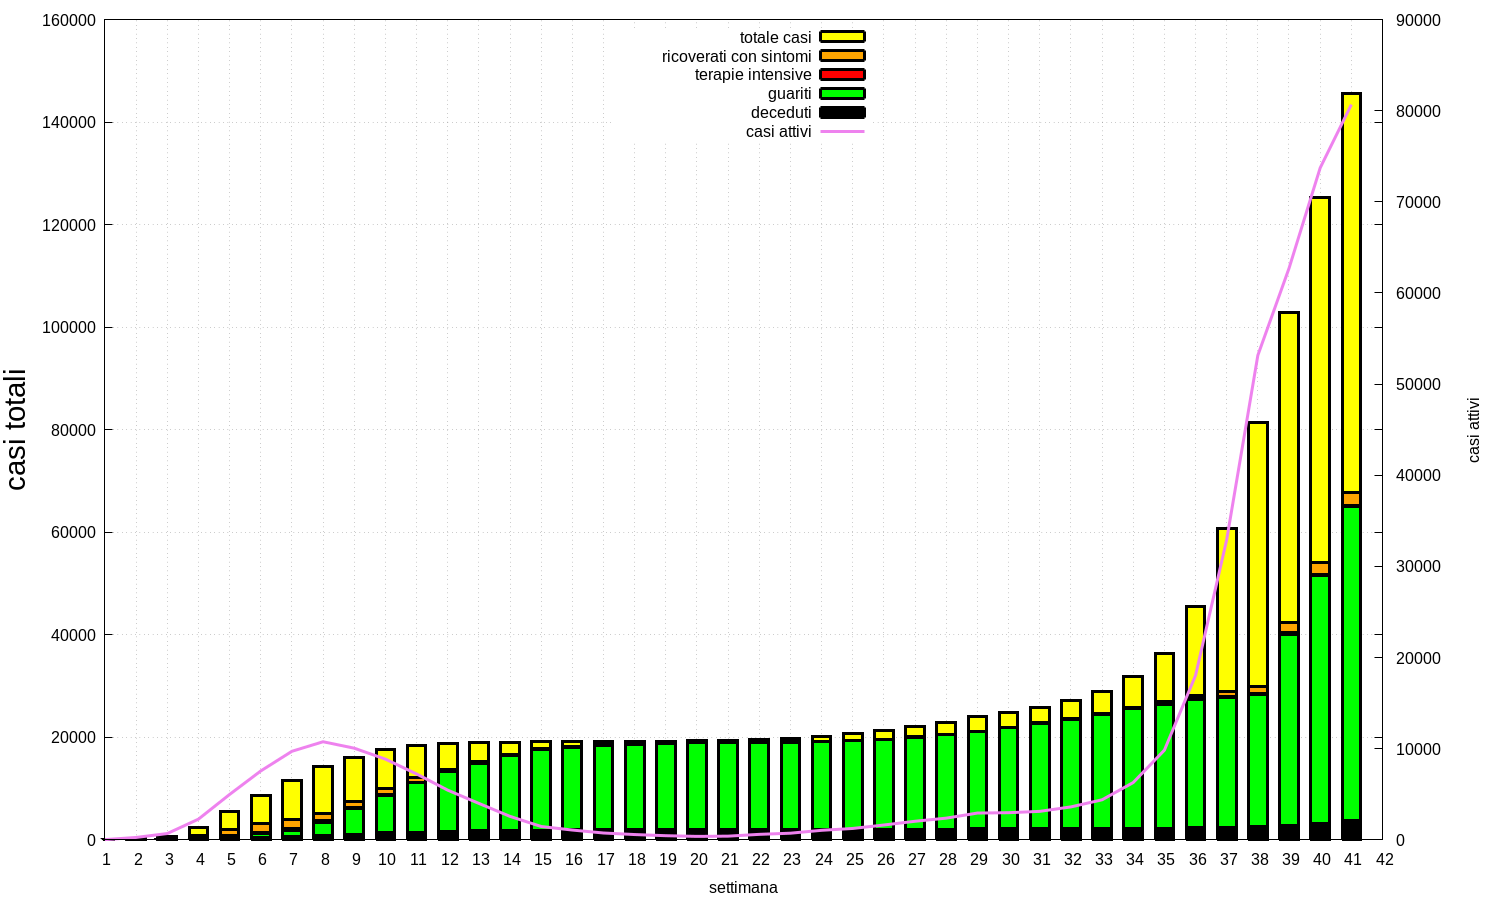 totale casi
ricoverati con sintomi
terapie intensive
guariti
deceduti
casi attivi
160000
140000
120000
100000
80000
60000
40000
20000
0
casi totali
90000
80000
70000
60000
50000
40000
30000
20000
10000
0
casi attivi
1 2 3 4 5 6 7 8 9 10 11 12 13 14 15 16 17 18 19 20 21 22 23 24 25 26 27 28 29 30 31 32 33 34 35 36 37 38 39 40 41 42
settimana